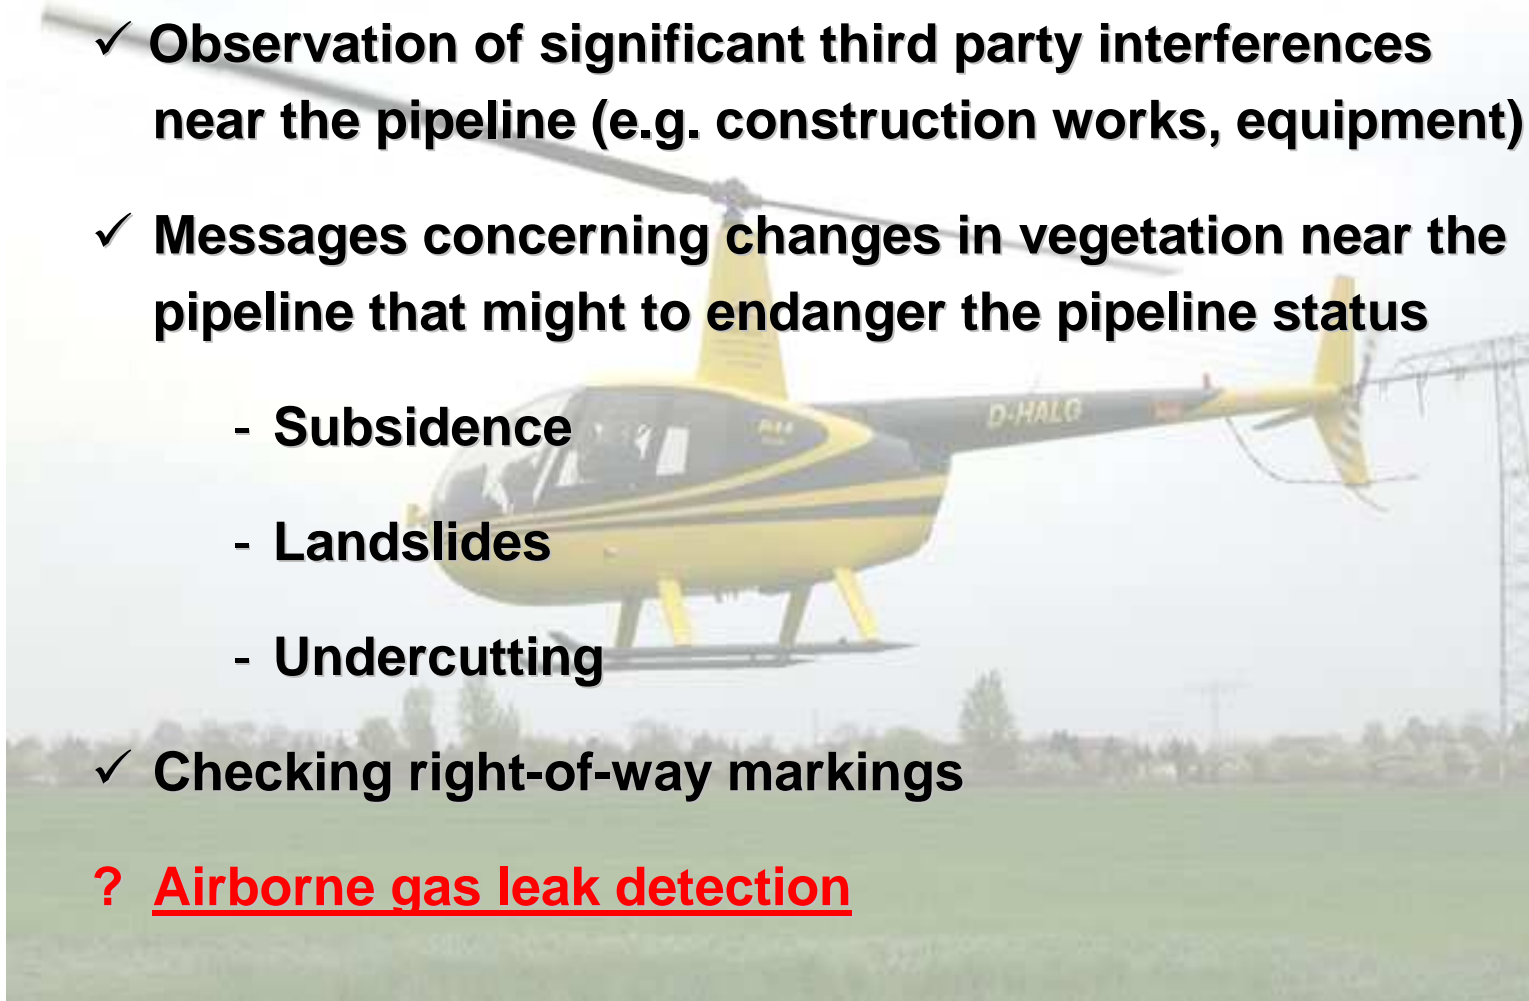 ✓ Observation of significant third party interferences
near the pipeline (e.g. construction works, equipment)
✓ Messages concerning changes in vegetation near the
pipeline that might to endanger the pipeline status
- Subsidence
D-HALG
- Landslides
- Undercutting
✓ Checking right-of-way markings
? Airborne gas leak detection